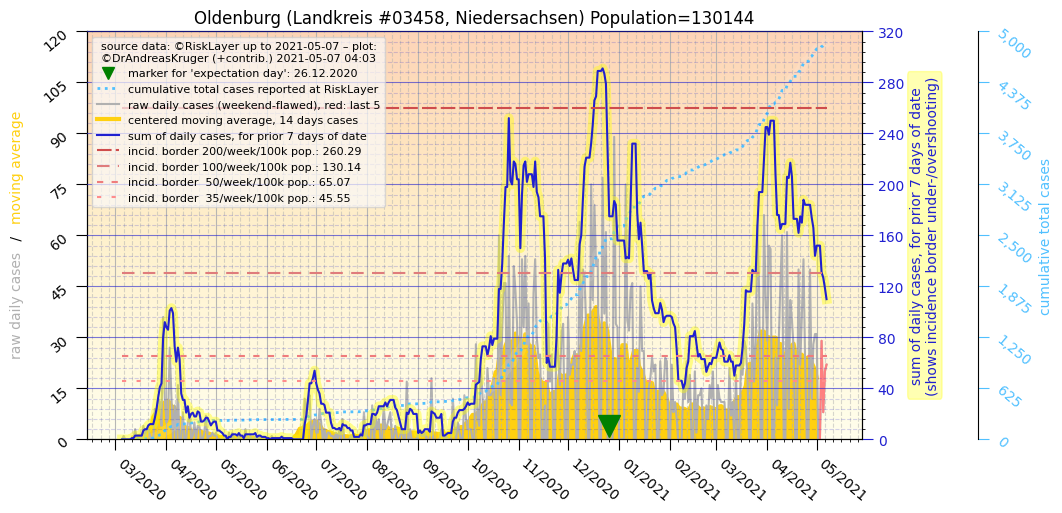 Oldenburg (Landkreis #03458, Niedersachsen) Population=130144
source data: ©RiskLayer up to 2021-05-07 – plot:
©DrAndreasKruger (+contrib.) 2021-05-07 04:03
marker for 'expectation day': 26.12.2020
cumulative total cases reported at RiskLayer
raw daily cases (weekend-flawed), red: last 5
centered moving average, 14 days cases
sum of daily cases, for prior 7 days of date
incid. border 200/week/100k pop.: 260.29
incid. border 100/week/100k pop.: 130.14
incid. border  50/week/100k pop.: 65.07
incid. border  35/week/100k pop.: 45.55
raw daily cases  /  moving average
120
105
90
75
60
45
30
15
0
03/2020
04/2020
05/2020
06/2020
07/2020
08/2020
09/2020
10/2020
11/2020
12/2020
01/2021
02/2021
03/2021
04/2021
05/2021
320
280
240
200
160
120
80
40
0
sum of daily cases, for prior 7 days of date
(shows incidence border under-/overshooting)
5,000
4,375
3,750
3,125
2,500
1,875
1,250
625
0
cumulative total cases